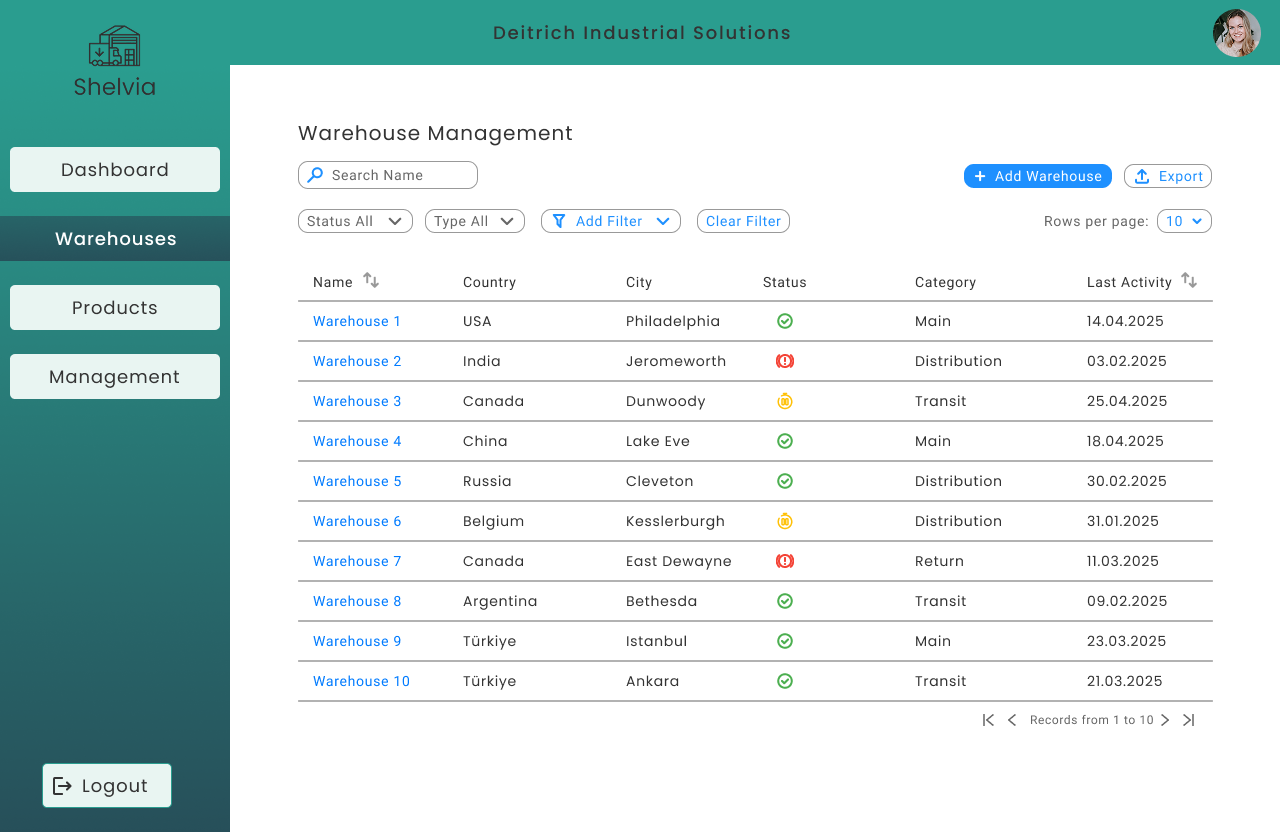 Deitrich Industrial Solutions
Shelvia
Dashboard
Warehouses
Products
Management
Logout
Warehouse Management
Search Name
+ Add Warehouse
Export
Status All
Type All
Add Filter
Clear Filter
Rows per page: 10
Name Country City Status Category Last Activity
Warehouse 1 USA Philadelphia Main 14.04.2025
Warehouse 2 India Jeromeworth Distribution 03.02.2025
Warehouse 3 Canada Dunwoody Transit 25.04.2025
Warehouse 4 China Lake Eve Main 18.04.2025
Warehouse 5 Russia Cleveton Distribution 30.02.2025
Warehouse 6 Belgium Kesslerburgh Distribution 31.01.2025
Warehouse 7 Canada East Dewayne Return 11.03.2025
Warehouse 8 Argentina Bethesda Transit 09.02.2025
Warehouse 9 Türkiye Istanbul Main 23.03.2025
Warehouse 10 Türkiye Ankara Transit 21.03.2025
Records from 1 to 10